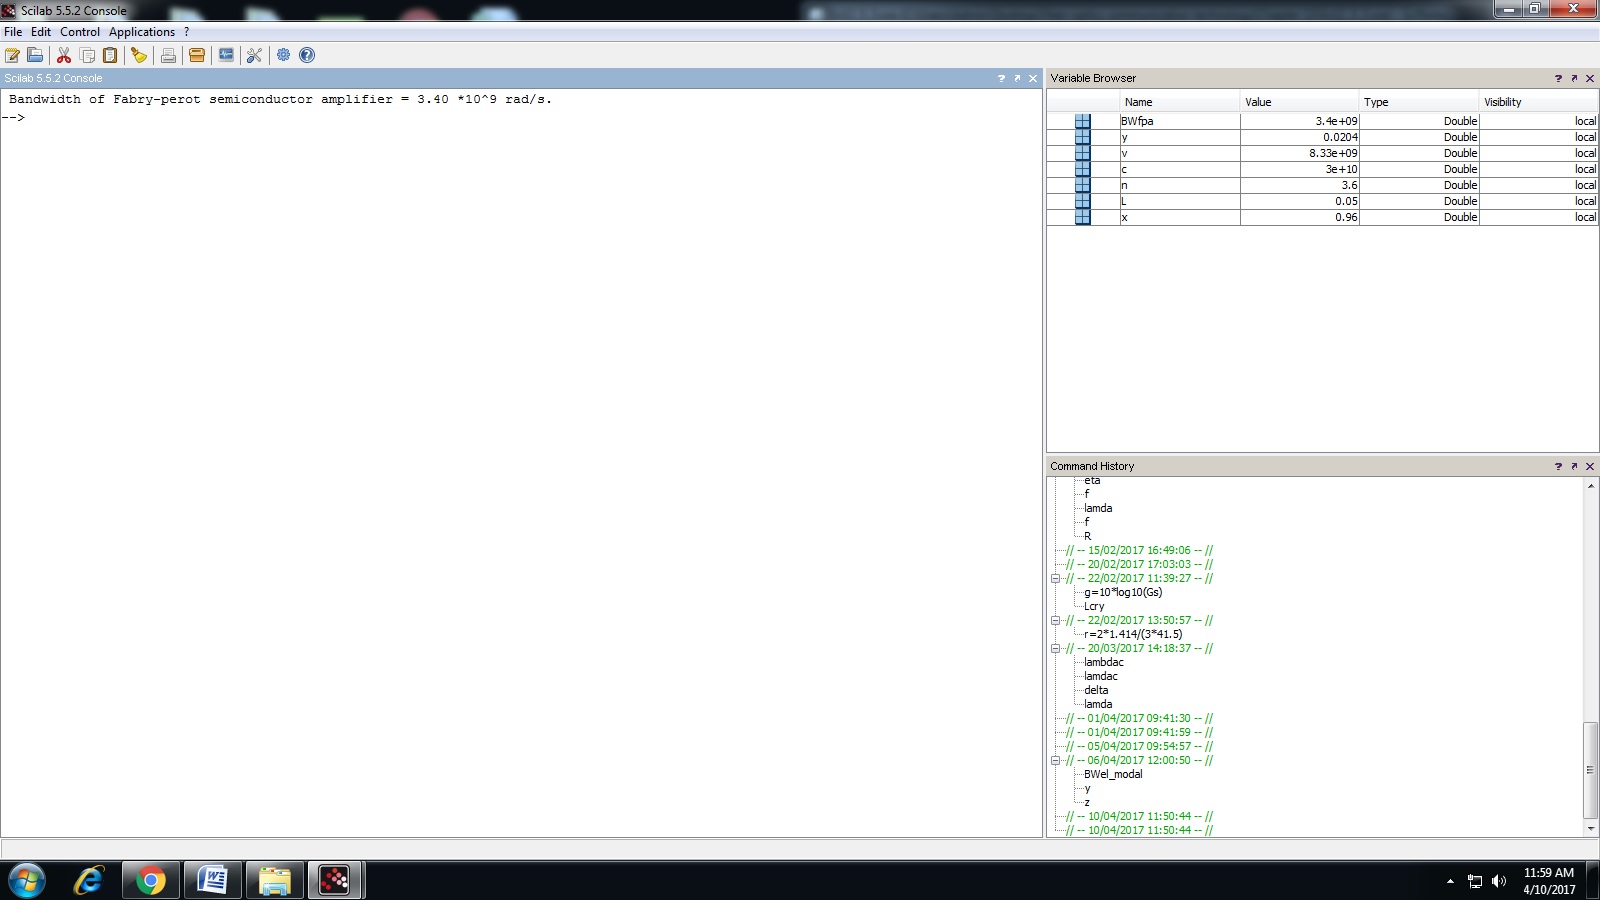 Scilab 5.5.2 Console
File Edit Control Applications ?
Scilab 5.5.2 Console
Bandwidth of Fabry-perot semiconductor amplifier = 3.40 *10^9 rad/s.
-->
Variable Browser
Name Value Type Visibility
BWfpa 3.4e+09 Double local
y 0.0204 Double local
v 8.33e+09 Double local
c 3e+10 Double local
n 3.6 Double local
L 0.05 Double local
x 0.96 Double local
Command History
eta
f
lamda
f
R
// -- 15/02/2017 16:49:06 -- //
// -- 20/02/2017 17:03:03 -- //
// -- 22/02/2017 11:39:27 -- //
g=10*log10(Gs)
Lcry
// -- 22/02/2017 13:50:57 -- //
r=2*1.414/(3*41.5)
// -- 20/03/2017 14:18:37 -- //
lambdac
lamdac
delta
lamda
// -- 01/04/2017 09:41:30 -- //
// -- 01/04/2017 09:41:59 -- //
// -- 05/04/2017 09:54:57 -- //
// -- 06/04/2017 12:00:50 -- //
BWel_modal
y
z
// -- 10/04/2017 11:50:44 -- //
// -- 10/04/2017 11:50:44 -- //
11:59 AM
4/10/2017